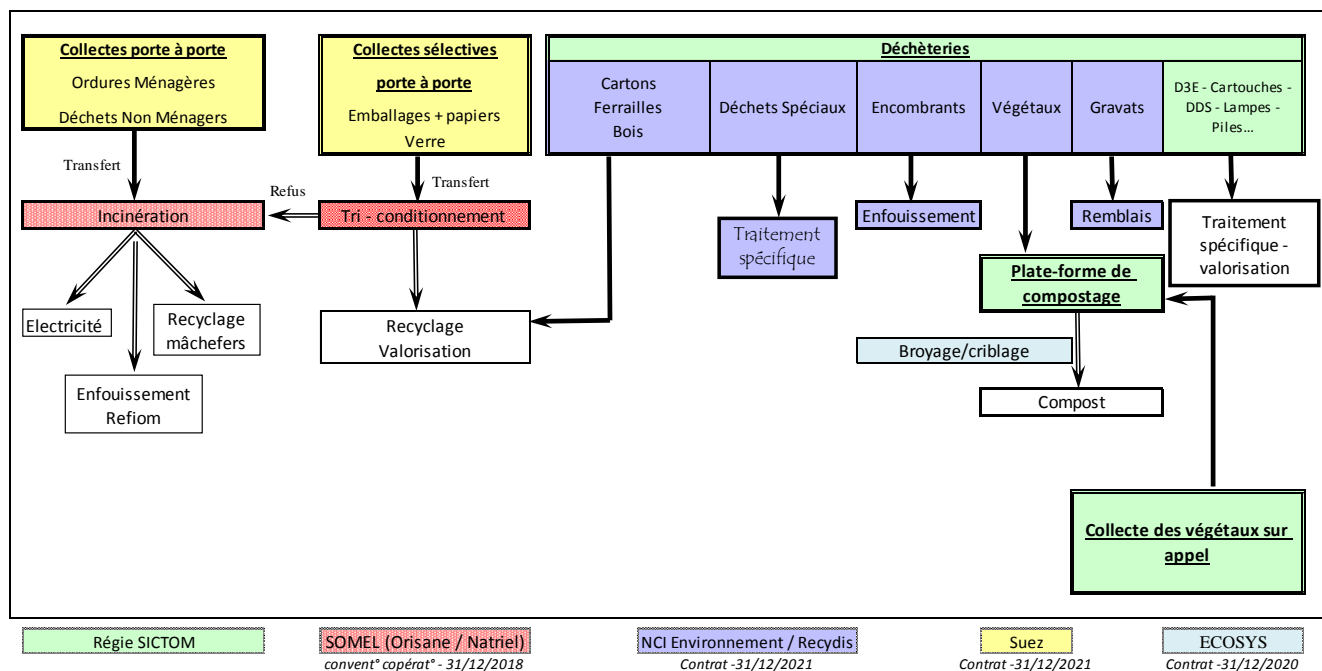 Collectes porte à porte
Ordures Ménagères
Déchets Non Ménagers
Collectes sélectives
porte à porte
Emballages + papiers
Verre
Déchèteries
Cartons
Ferrailles
Bois
Déchets Spéciaux
Encombrants
Végétaux
Gravats
D3E - Cartouches -
DDS - Lampes -
Piles...
Transfert
Refus
Transfert
Incinération
Tri - conditionnement
Traitement
spécifique
Enfouissement
Remblais
Traitement
spécifique -
valorisation
Plate-forme de
compostage
Electricité
Recyclage
mâchefers
Recyclage
Valorisation
Broyage/criblage
Enfouissement
Refiom
Compost
Collecte des végétaux sur
appel
Régie SICTOM
SOMEL (Orisane / Natriel)
convent° copérat° - 31/12/2018
NCI Environnement / Recydis
Contrat -31/12/2021
Suez
Contrat -31/12/2021
ECOSYS
Contrat -31/12/2020